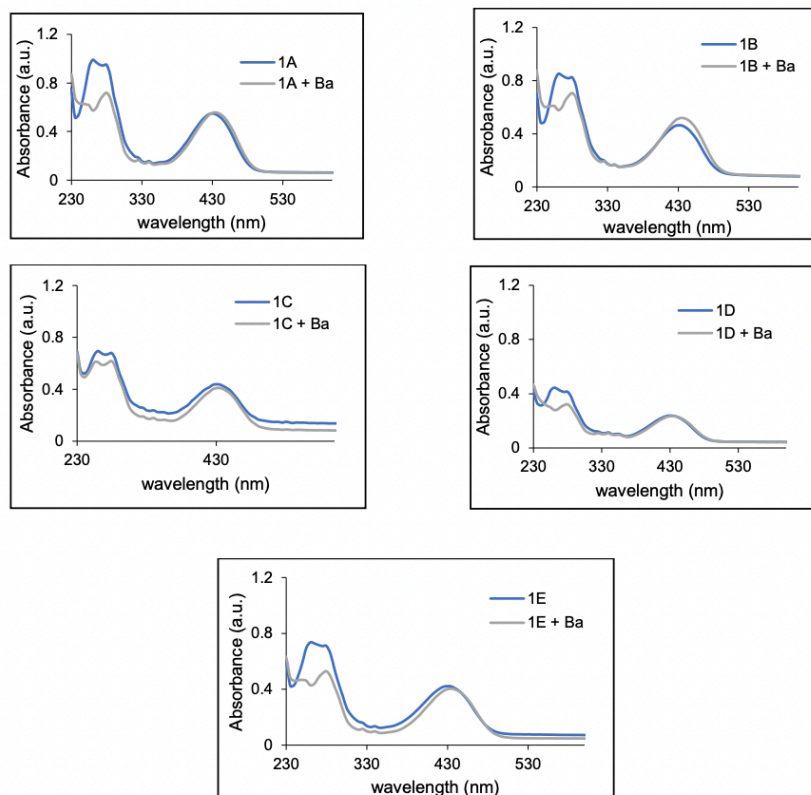 Absorbance (a.u.)
1.2
0.8
0.4
0
1A
1A + Ba
230
330
430
530
wavelength (nm)
Absrobance (a.u.)
1.2
0.8
0.4
0
1B
1B + Ba
230
330
430
530
wavelength (nm)
Absorbance (a.u.)
1.2
0.8
0.4
0
1C
1C + Ba
230
430
wavelength (nm)
Absorbance (a.u.)
1.2
0.8
0.4
0
1D
1D + Ba
230
330
430
530
wavelength (nm)
Absorbance (a.u.)
1.2
0.8
0.4
0
1E
1E + Ba
230
330
430
530
wavelength (nm)